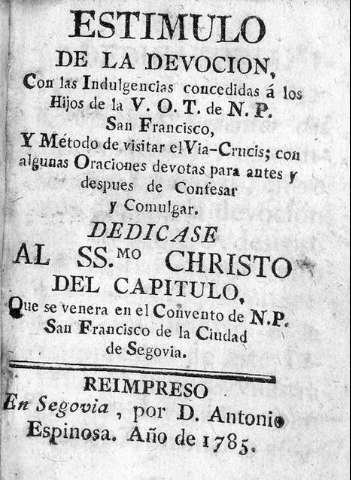 ESTIMULO
DE LA DEVOCION,
Con las Indulgencias concedidas á los
Hijos de la V. O. T. de N. P.
San Francisco,
Y Método de visitar el Via-Crucis; con
algunas Oraciones devotas para antes y
despues de Confesar
y Comulgar.
DEDICASE
AL SS.MO CHRISTO
DEL CAPITULO,
Que se venera en el Convento de N.P.
San Francisco de la Ciudad
de Segovia.
REIMPRESO
En Segovia, por D. Antonio
Espinosa. Año de 1785.